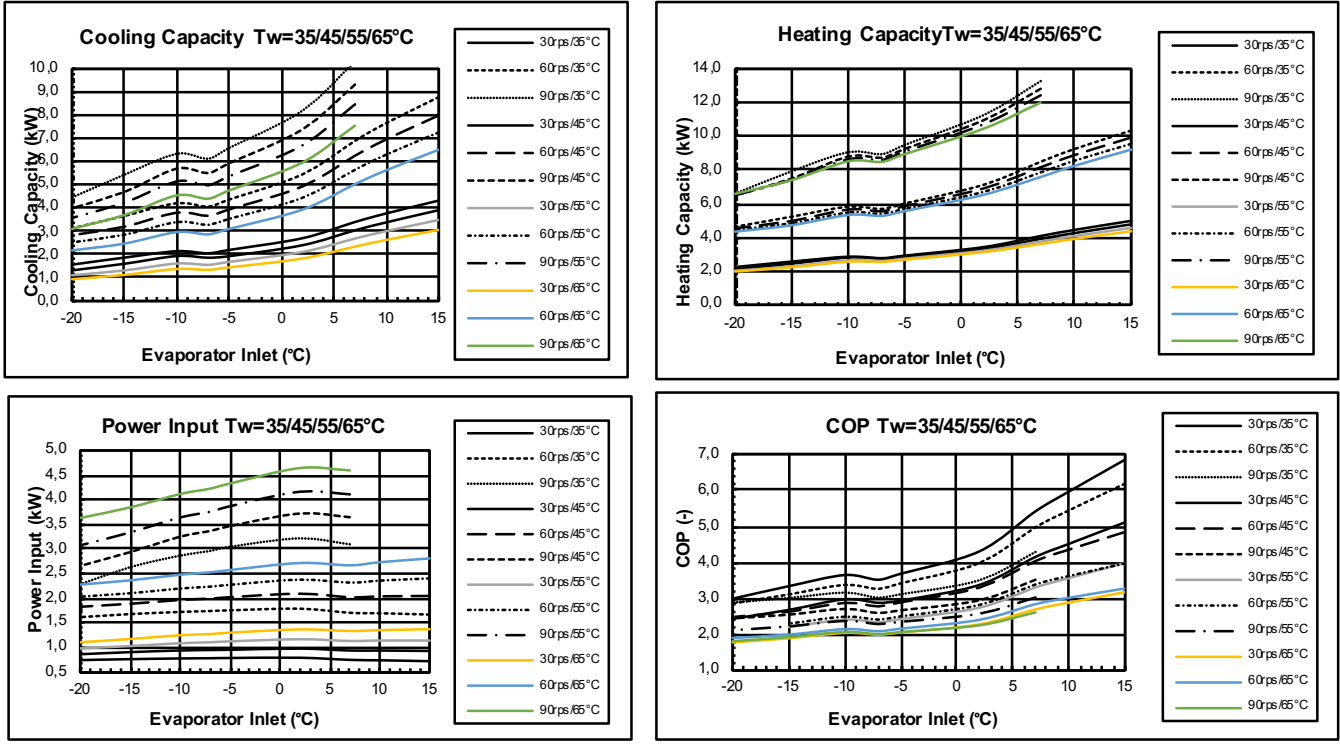 Cooling Capacity Tw=35/45/55/65°C
Cooling Capacity (kW)
10,0
9,0
8,0
7,0
6,0
5,0
4,0
3,0
2,0
1,0
0,0
-20 -15 -10 -5 0 5 10 15
Evaporator Inlet (°C)
30rps/35°C
60rps/35°C
90rps/35°C
30rps/45°C
60rps/45°C
90rps/45°C
30rps/55°C
60rps/55°C
90rps/55°C
30rps/65°C
60rps/65°C
90rps/65°C
Heating CapacityTw=35/45/55/65°C
Heating Capacity (kW)
14,0
12,0
10,0
8,0
6,0
4,0
2,0
0,0
-20 -15 -10 -5 0 5 10 15
Evaporator Inlet (°C)
30rps/35°C
60rps/35°C
90rps/35°C
30rps/45°C
60rps/45°C
90rps/45°C
30rps/55°C
60rps/55°C
90rps/55°C
30rps/65°C
60rps/65°C
90rps/65°C
Power Input Tw=35/45/55/65°C
Power Input (kW)
5,0
4,5
4,0
3,5
3,0
2,5
2,0
1,5
1,0
0,5
-20 -15 -10 -5 0 5 10 15
Evaporator Inlet (°C)
30rps/35°C
60rps/35°C
90rps/35°C
30rps/45°C
60rps/45°C
90rps/45°C
30rps/55°C
60rps/55°C
90rps/55°C
30rps/65°C
60rps/65°C
90rps/65°C
COP Tw=35/45/55/65°C
COP (-)
7,0
6,0
5,0
4,0
3,0
2,0
1,0
-20 -15 -10 -5 0 5 10 15
Evaporator Inlet (°C)
30rps/35°C
60rps/35°C
90rps/35°C
30rps/45°C
60rps/45°C
90rps/45°C
30rps/55°C
60rps/55°C
90rps/55°C
30rps/65°C
60rps/65°C
90rps/65°C